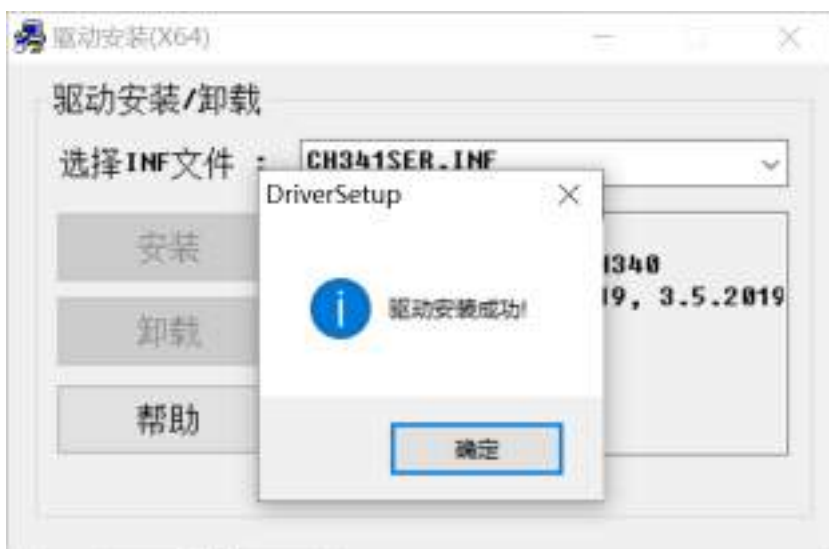 驱动安装(X64)
驱动安装/卸载
选择INF文件 : CH341SER.INF
DriverSetup
安装
卸载
帮助
驱动安装成功!
确定
H340
19, 3.5.2019